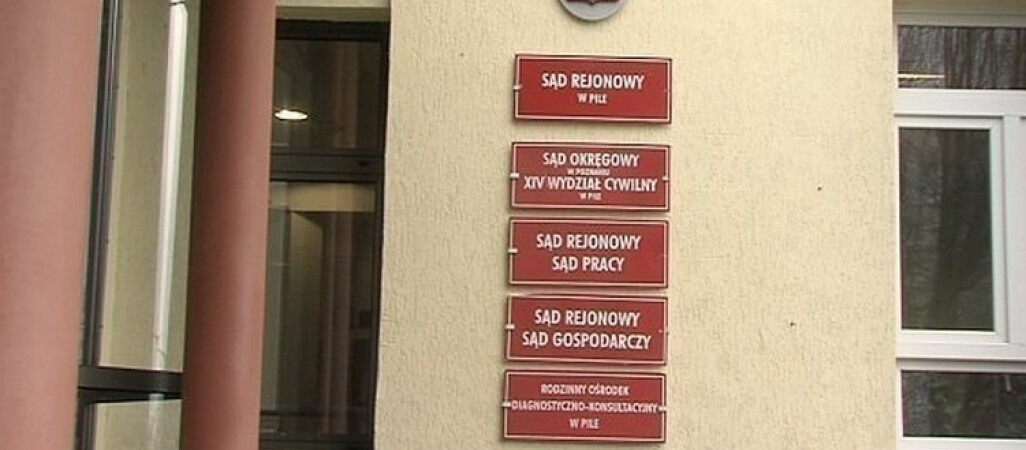 SĄD REJONOWY
W PILE
SĄD OKRĘGOWY
W POZNANIU
XIV WYDZIAŁ CYWILNY
W PILE
SĄD REJONOWY
SĄD PRACY
SĄD REJONOWY
SĄD GOSPODARCZY
RODZINNY OŚRODEK
DIAGNOSTYCZNO-KONSULTACYJNY
W PILE